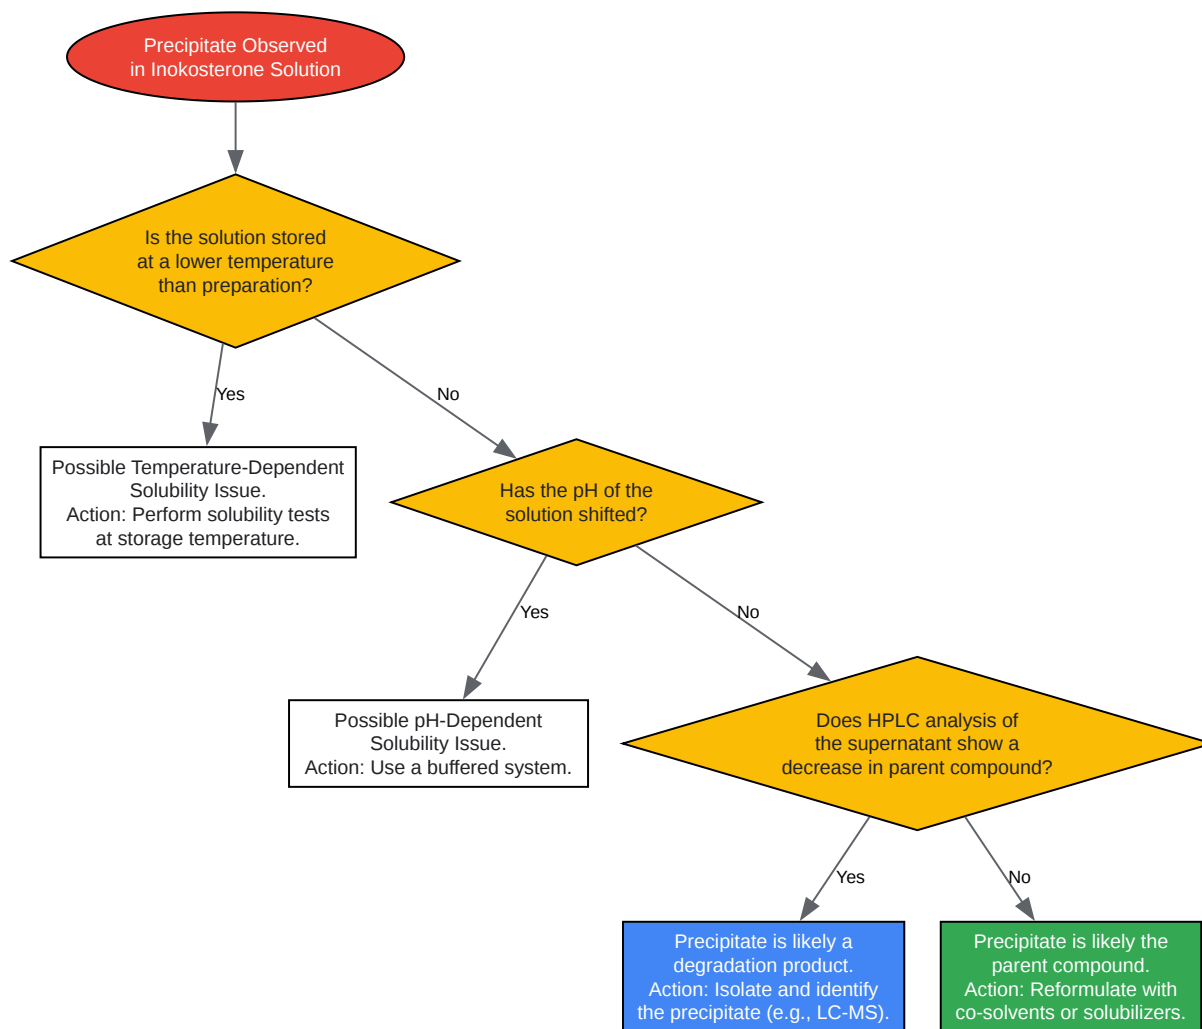 Precipitate Observed
in Inokosterone Solution
Is the solution stored
at a lower temperature
than preparation?
Yes
No
Possible Temperature-Dependent
Solubility Issue.
Action: Perform solubility tests
at storage temperature.
Has the pH of the
solution shifted?
Yes
No
Possible pH-Dependent
Solubility Issue.
Action: Use a buffered system.
Does HPLC analysis of
the supernatant show a
decrease in parent compound?
Yes
No
Precipitate is likely a
degradation product.
Action: Isolate and identify
the precipitate (e.g., LC-MS).
Precipitate is likely the
parent compound.
Action: Reformulate with
co-solvents or solubilizers.